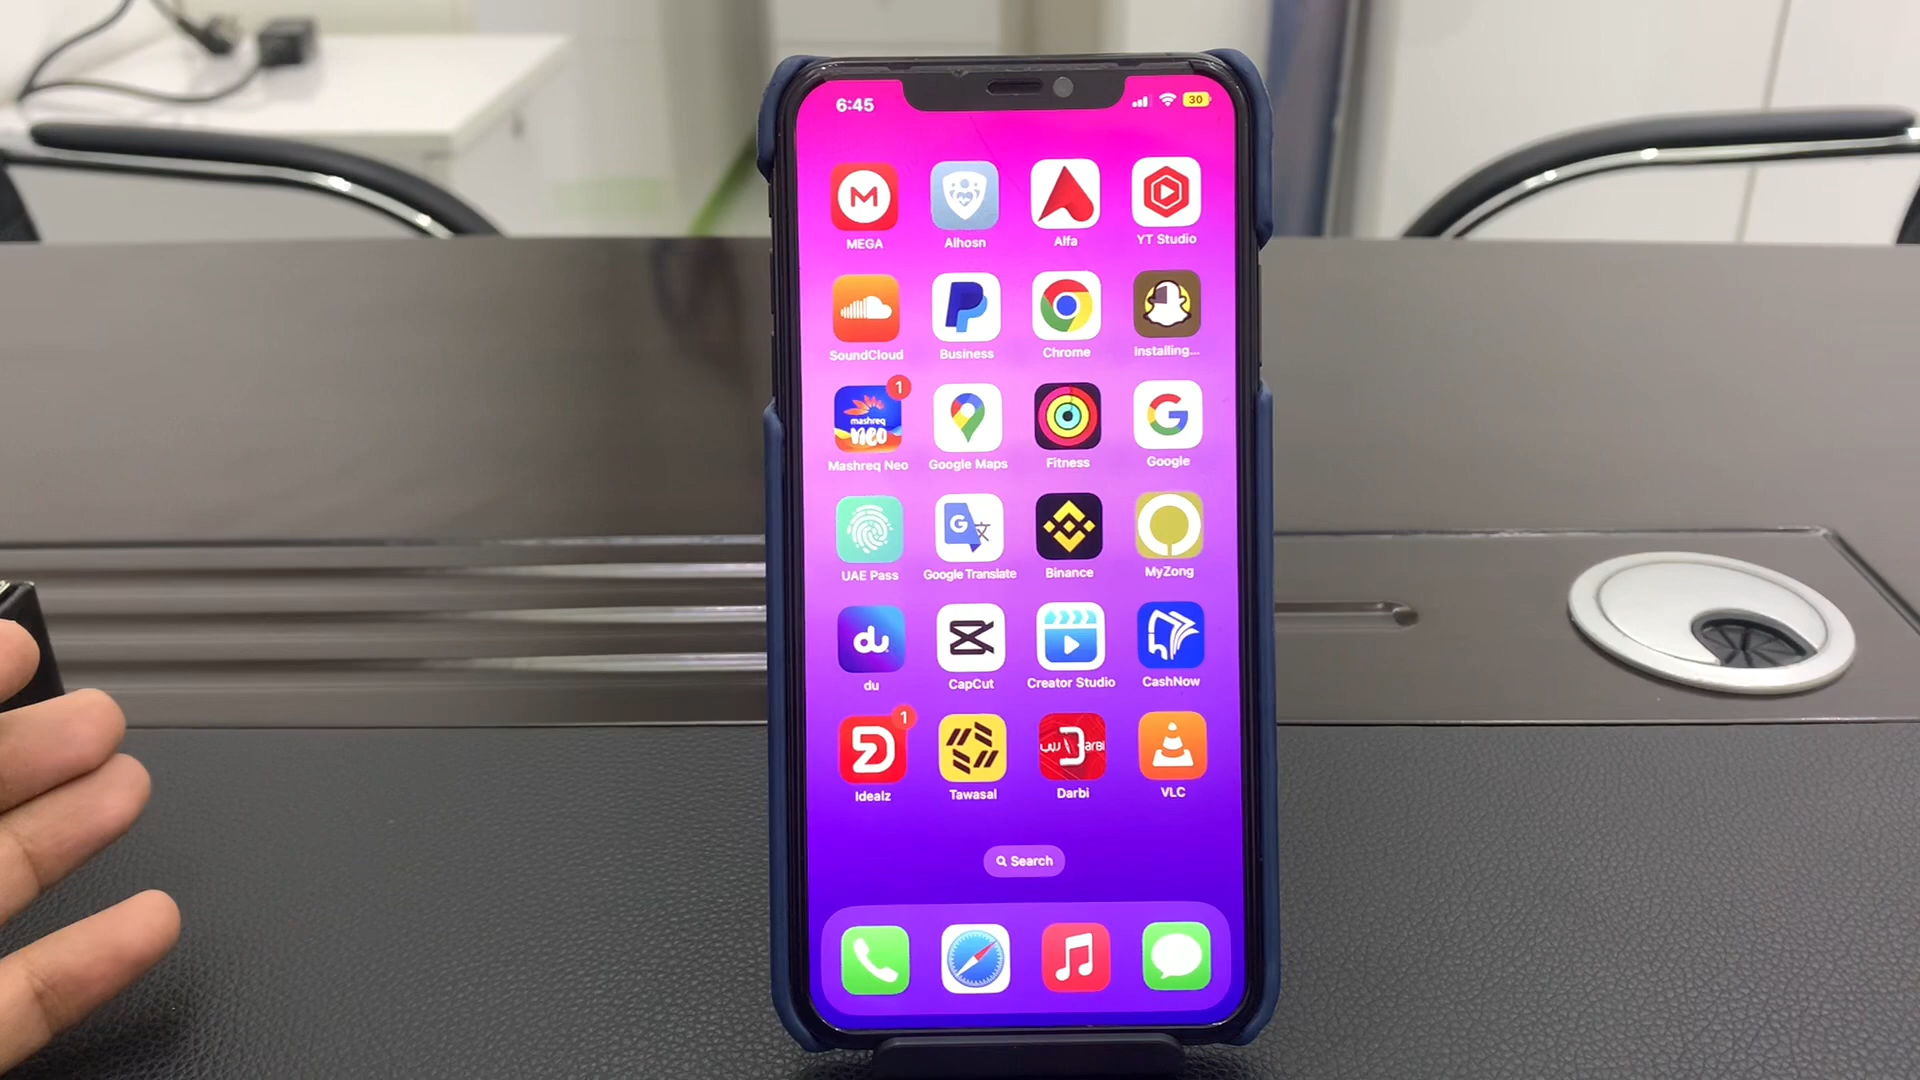 6:45
30
M
MEGA
Alhosn
Alfa
YT Studio
SoundCloud
Business
Chrome
Installing...
1
mashreq
neo
Mashreq Neo
Google Maps
Fitness
G
Google
UAE Pass
G 文
Google Translate
Binance
MyZong
du
du
CapCut
Creator Studio
CashNow
1
Idealz
Tawasal
Darbi
VLC
Search